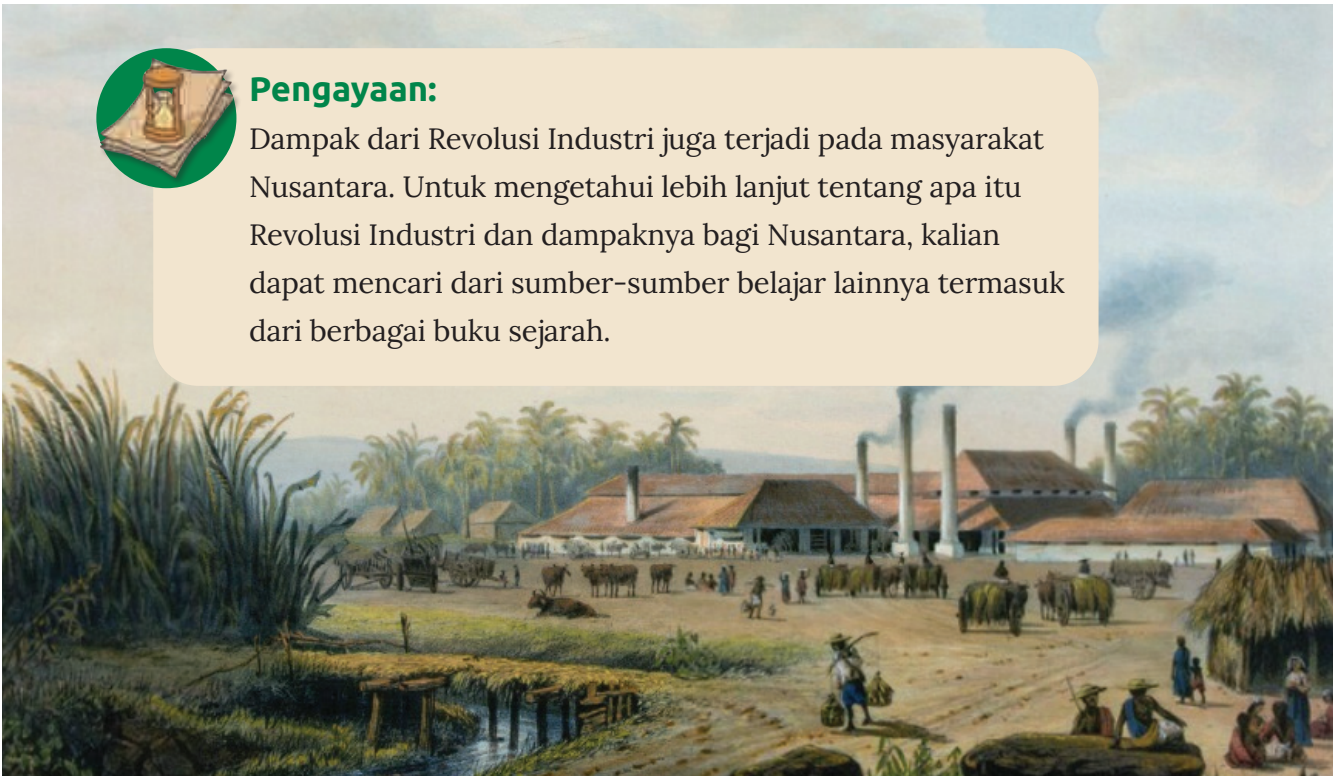 Pengayaan:
Dampak dari Revolusi Industri juga terjadi pada masyarakat
Nusantara. Untuk mengetahui lebih lanjut tentang apa itu
Revolusi Industri dan dampaknya bagi Nusantara, kalian
dapat mencari dari sumber-sumber belajar lainnya termasuk
dari berbagai buku sejarah.